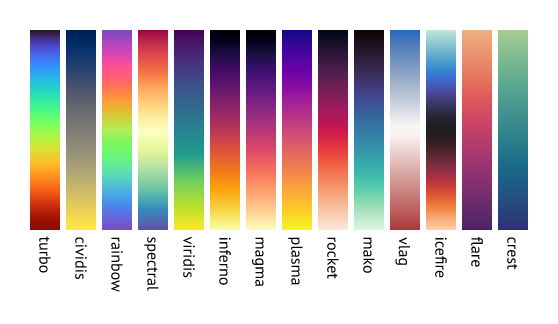 turbo
cividis
rainbow
spectral
viridis
inferno
magma
plasma
rocket
mako
vlag
icefire
flare
crest